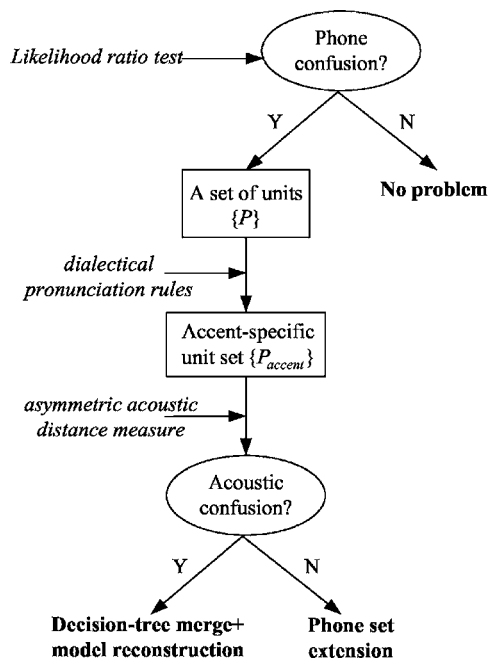 Phone
confusion?
Likelihood ratio test
Y
N
No problem
A set of units
{P}
dialectical
pronunciation rules
Accent-specific
unit set {Paccent}
asymmetric acoustic
distance measure
Acoustic
confusion?
Y
N
Decision-tree merge+
model reconstruction
Phone set
extension